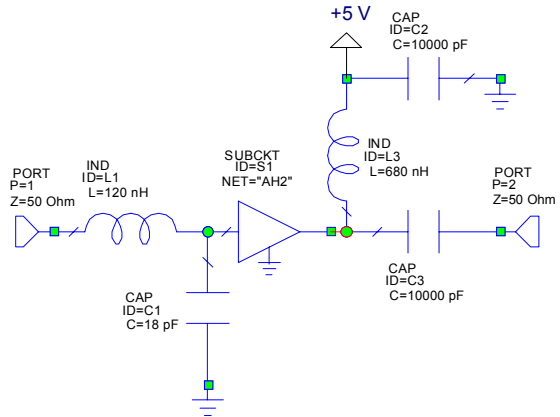 +5 V
CAP
ID=C2
C=10000 pF
IND
ID=L3
L=680 nH
SUBCKT
ID=S1
NET="AH2"
IND
ID=L1
L=120 nH
PORT
P=1
Z=50 Ohm
PORT
P=2
Z=50 Ohm
CAP
ID=C3
C=10000 pF
CAP
ID=C1
C=18 pF